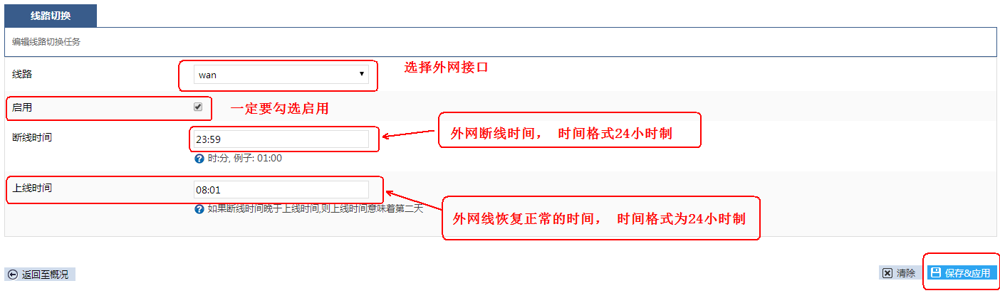 线路切换
编辑线路切换任务
线路
wan
选择外网接口
启用
一定要勾选启用
断线时间
23:59
外网断线时间， 时间格式24小时制
时:分, 例子: 01:00
上线时间
08:01
如果断线时间晚于上线时间,则上线时间意味着第二天
外网线恢复正常的时间， 时间格式为24小时制
返回至概况
清除
保存&应用